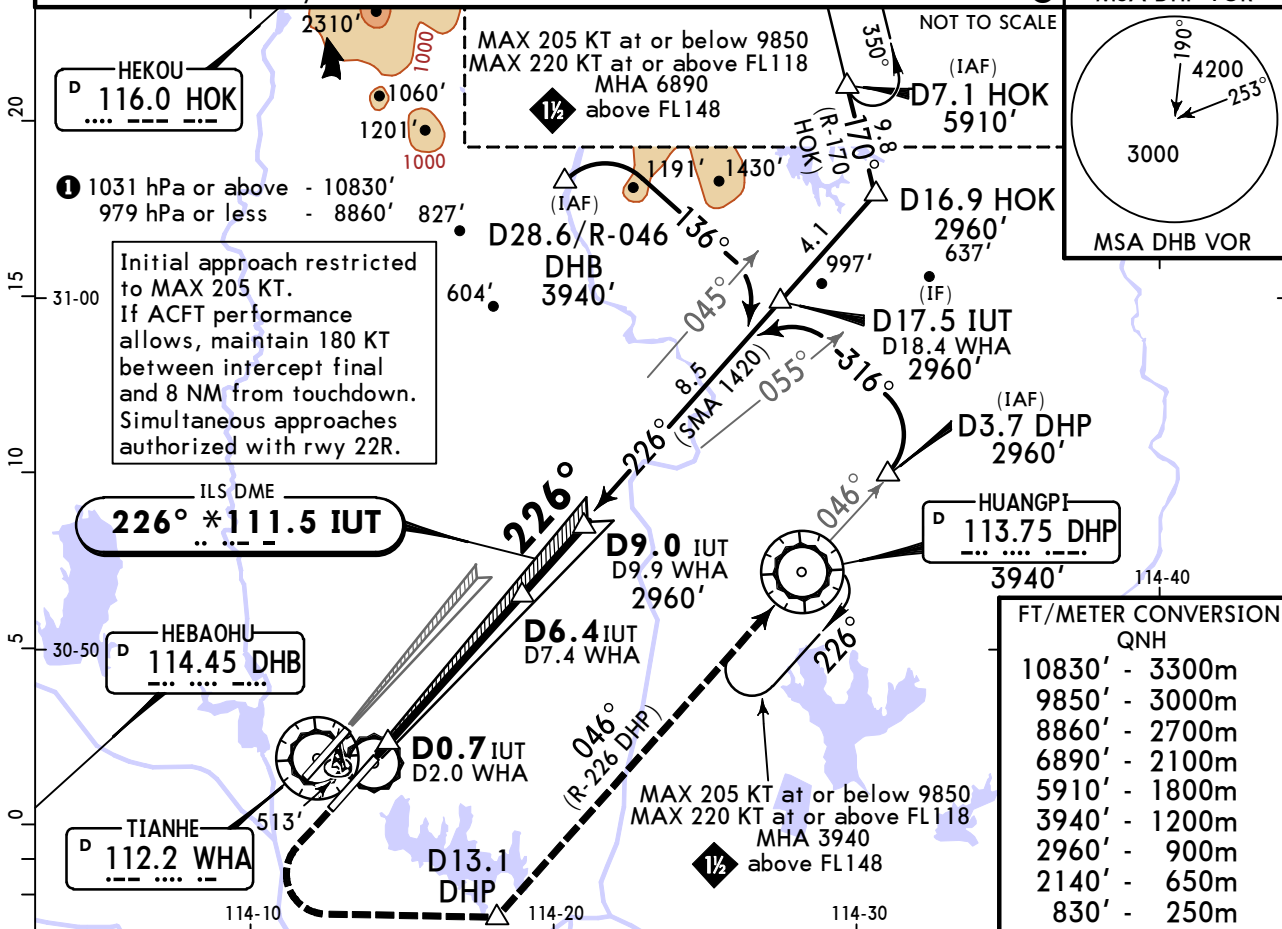 2310'
1000
MSA DHP VOR
NOT TO SCALE
MAX 205 KT at or below 9850
MAX 220 KT at or above FL118
MHA 6890
1½ above FL148
350°
(IAF)
D7.1 HOK
5910'
190°
4200
253°
3000
MSA DHB VOR
HEKOU
D 116.0 HOK
1060'
1201'
1000
20
170°
9.8
(R-170
HOK)
1 1031 hPa or above - 10830'
979 hPa or less - 8860'
827'
1191'
1430'
(IAF)
D28.6/R-046
DHB
3940'
136°
D16.9 HOK
2960'
637'
4.1
997'
Initial approach restricted
to MAX 205 KT.
If ACFT performance
allows, maintain 180 KT
between intercept final
and 8 NM from touchdown.
Simultaneous approaches
authorized with rwy 22R.
15
31-00
604'
045°
(IF)
D17.5 IUT
D18.4 WHA
2960'
8.5
(SMA 1420)
055°
316°
226°
(IAF)
D3.7 DHP
2960'
10
ILS DME
226° *111.5 IUT
226°
046°
HUANGPI
D 113.75 DHP
3940'
D9.0 IUT
D9.9 WHA
2960'
114-40
D6.4 IUT
D7.4 WHA
5
30-50
HEBAOHU
D 114.45 DHB
226°
FT/METER CONVERSION
QNH
10830' - 3300m
9850' - 3000m
8860' - 2700m
6890' - 2100m
5910' - 1800m
3940' - 1200m
2960' - 900m
2140' - 650m
830' - 250m
D0.7 IUT
D2.0 WHA
046°
(R-226 DHP)
MAX 205 KT at or below 9850
MAX 220 KT at or above FL118
MHA 3940
1½ above FL148
0
513'
TIANHE
D 112.2 WHA
D13.1
DHP
114-10
114-20
114-30